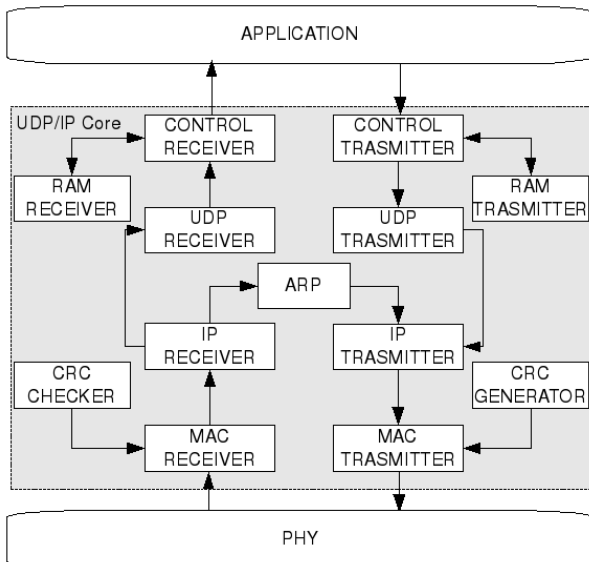 APPLICATION
UDP/IP Core
CONTROL
RECEIVER
CONTROL
TRASMITTER
RAM
RECEIVER
RAM
TRASMITTER
UDP
RECEIVER
UDP
TRASMITTER
ARP
IP
RECEIVER
IP
TRASMITTER
CRC
CHECKER
CRC
GENERATOR
MAC
RECEIVER
MAC
TRASMITTER
PHY